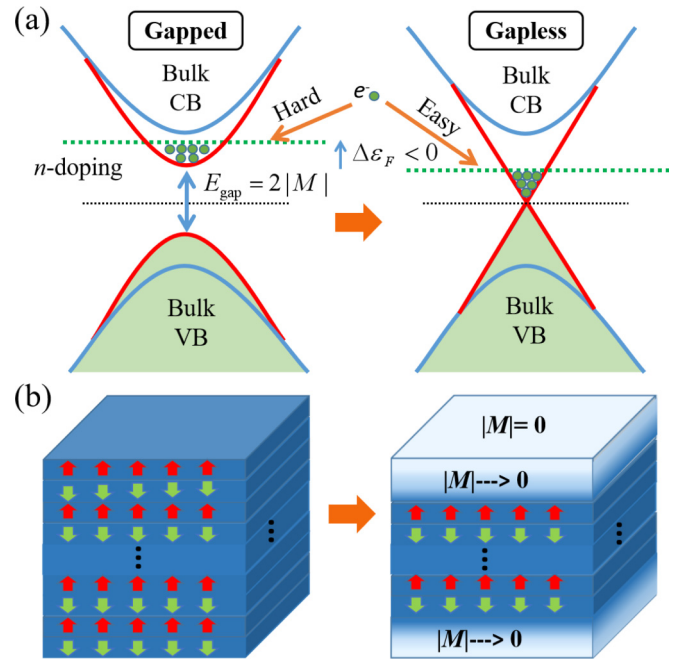 (a)
Gapped
Gapless
Bulk
CB
Bulk
CB
e-
Hard
Easy
n-doping
Δε_F < 0
E_gap = 2|M|
Bulk
VB
Bulk
VB
(b)
|M|= 0
|M|---> 0
|M|---> 0